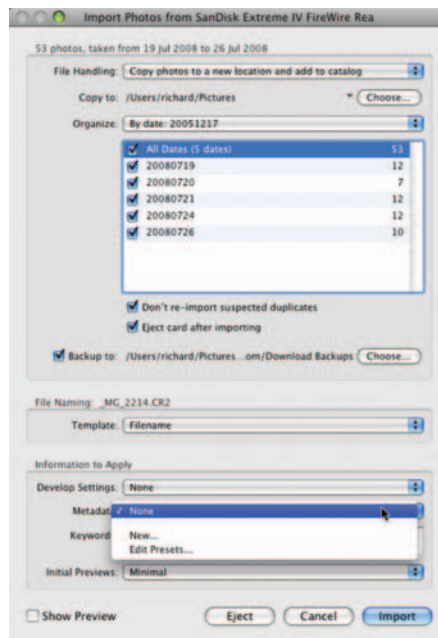 Import Photos from SanDisk Extreme IV FireWire Rea
53 photos, taken from 19 Jul 2008 to 26 Jul 2008
File Handling: Copy photos to a new location and add to catalog
Copy to: /Users/richard/Pictures Choose...
Organize: By date: 20051217
All Dates (5 dates) 53
20080719 12
20080720 7
20080721 12
20080724 12
20080726 10
Don't re-import suspected duplicates
Eject card after importing
Backup to: /Users/richard/Pictures...om/Download Backups Choose...
File Naming: _MG_2214.CR2
Template: Filename
Information to Apply
Develop Settings: None
Metadat ✓ None
Keyword New...
Edit Presets...
Initial Previews: Minimal
Show Preview Eject Cancel Import